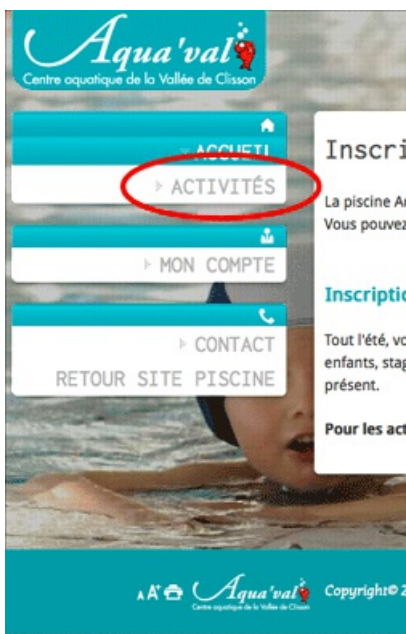 Aqua'val
Centre aquatique de la Vallée de Clisson
ACCUEIL
ACTIVITÉS
MON COMPTE
CONTACT
RETOUR SITE PISCINE
Inscri
La piscine A
Vous pouvez
Inscriptio
Tout l'été, vo
enfants, stag
présent.
Pour les act
A A+ Aqua'val Copyright© 2
Centre aquatique de la Vallée de Clisson